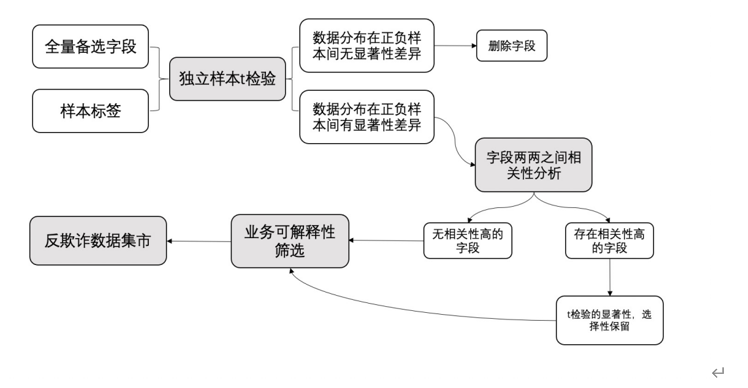 全量备选字段
样本标签
独立样本t检验
数据分布在正负样
本间无显著性差异
删除字段
数据分布在正负样
本间有显著性差异
字段两两之间相
关性分析
无相关性高的
字段
存在相关性高
的字段
t检验的显著性，选
择性保留
业务可解释性
筛选
反欺诈数据集市